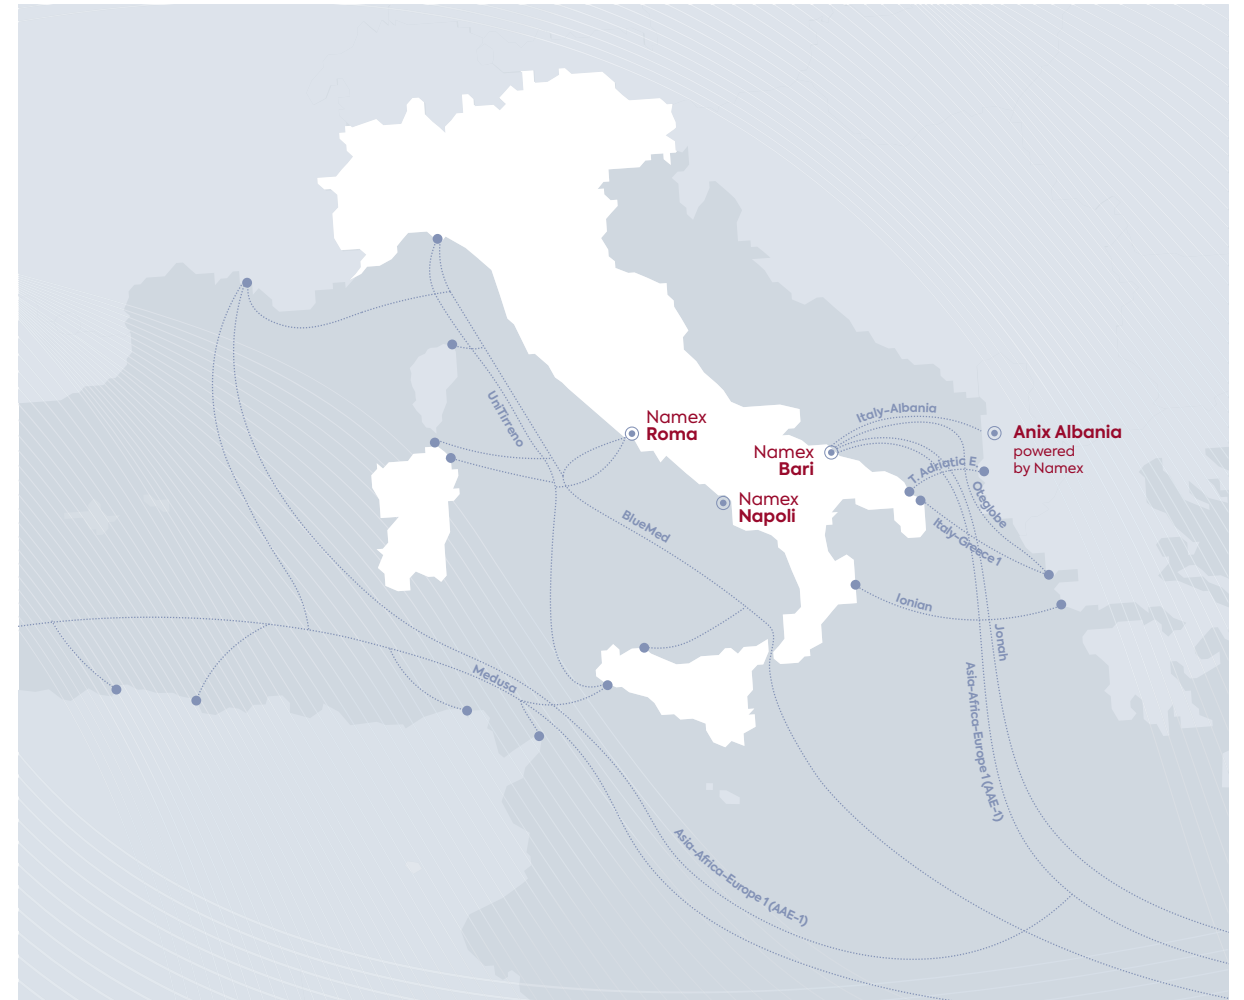 Italy-Albania
UniTirreno
Namex
Roma
Anix Albania
powered
by Namex
Namex
Bari
T. Adriatic E.
Oteglobe
Namex
Napoli
BlueMed
Italy-Greece 1
Ionian
Jonah
Medusa
Asia-Africa-Europe 1 (AAE-1)
Asia-Africa-Europe 1 (AAE-1)